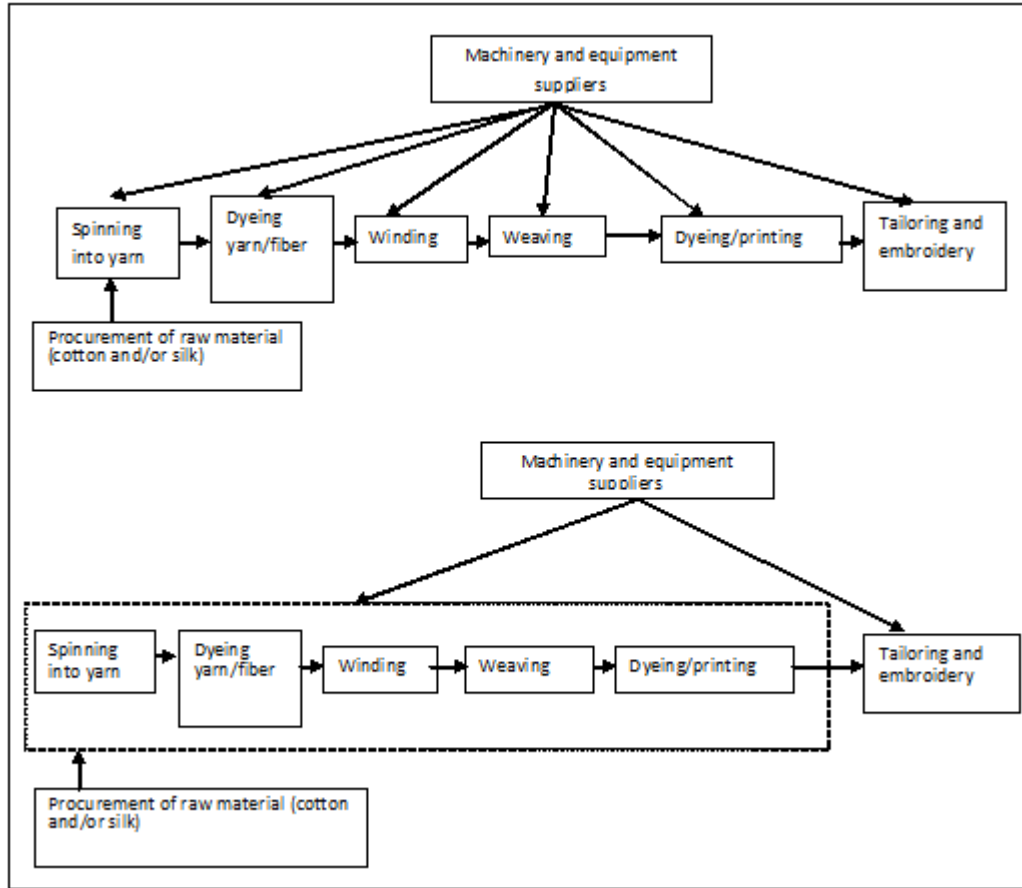 Machinery and equipment
suppliers
Spinning
into yarn
Dyeing
yarn/fiber
Winding
Weaving
Dyeing/printing
Tailoring and
embroidery
Procurement of raw material
(cotton and/or silk)
Machinery and equipment
suppliers
Spinning
into yarn
Dyeing
yarn/fiber
Winding
Weaving
Dyeing/printing
Tailoring and
embroidery
Procurement of raw material (cotton
and/or silk)